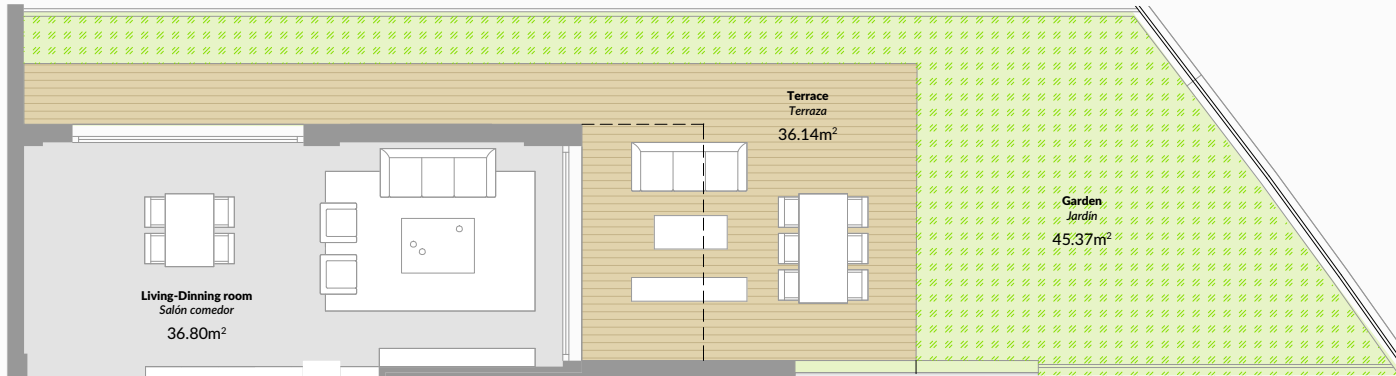 Terrace
Terraza
36.14m²
Garden
Jardín
45.37m²
Living-Dinning room
Salón comedor
36.80m²